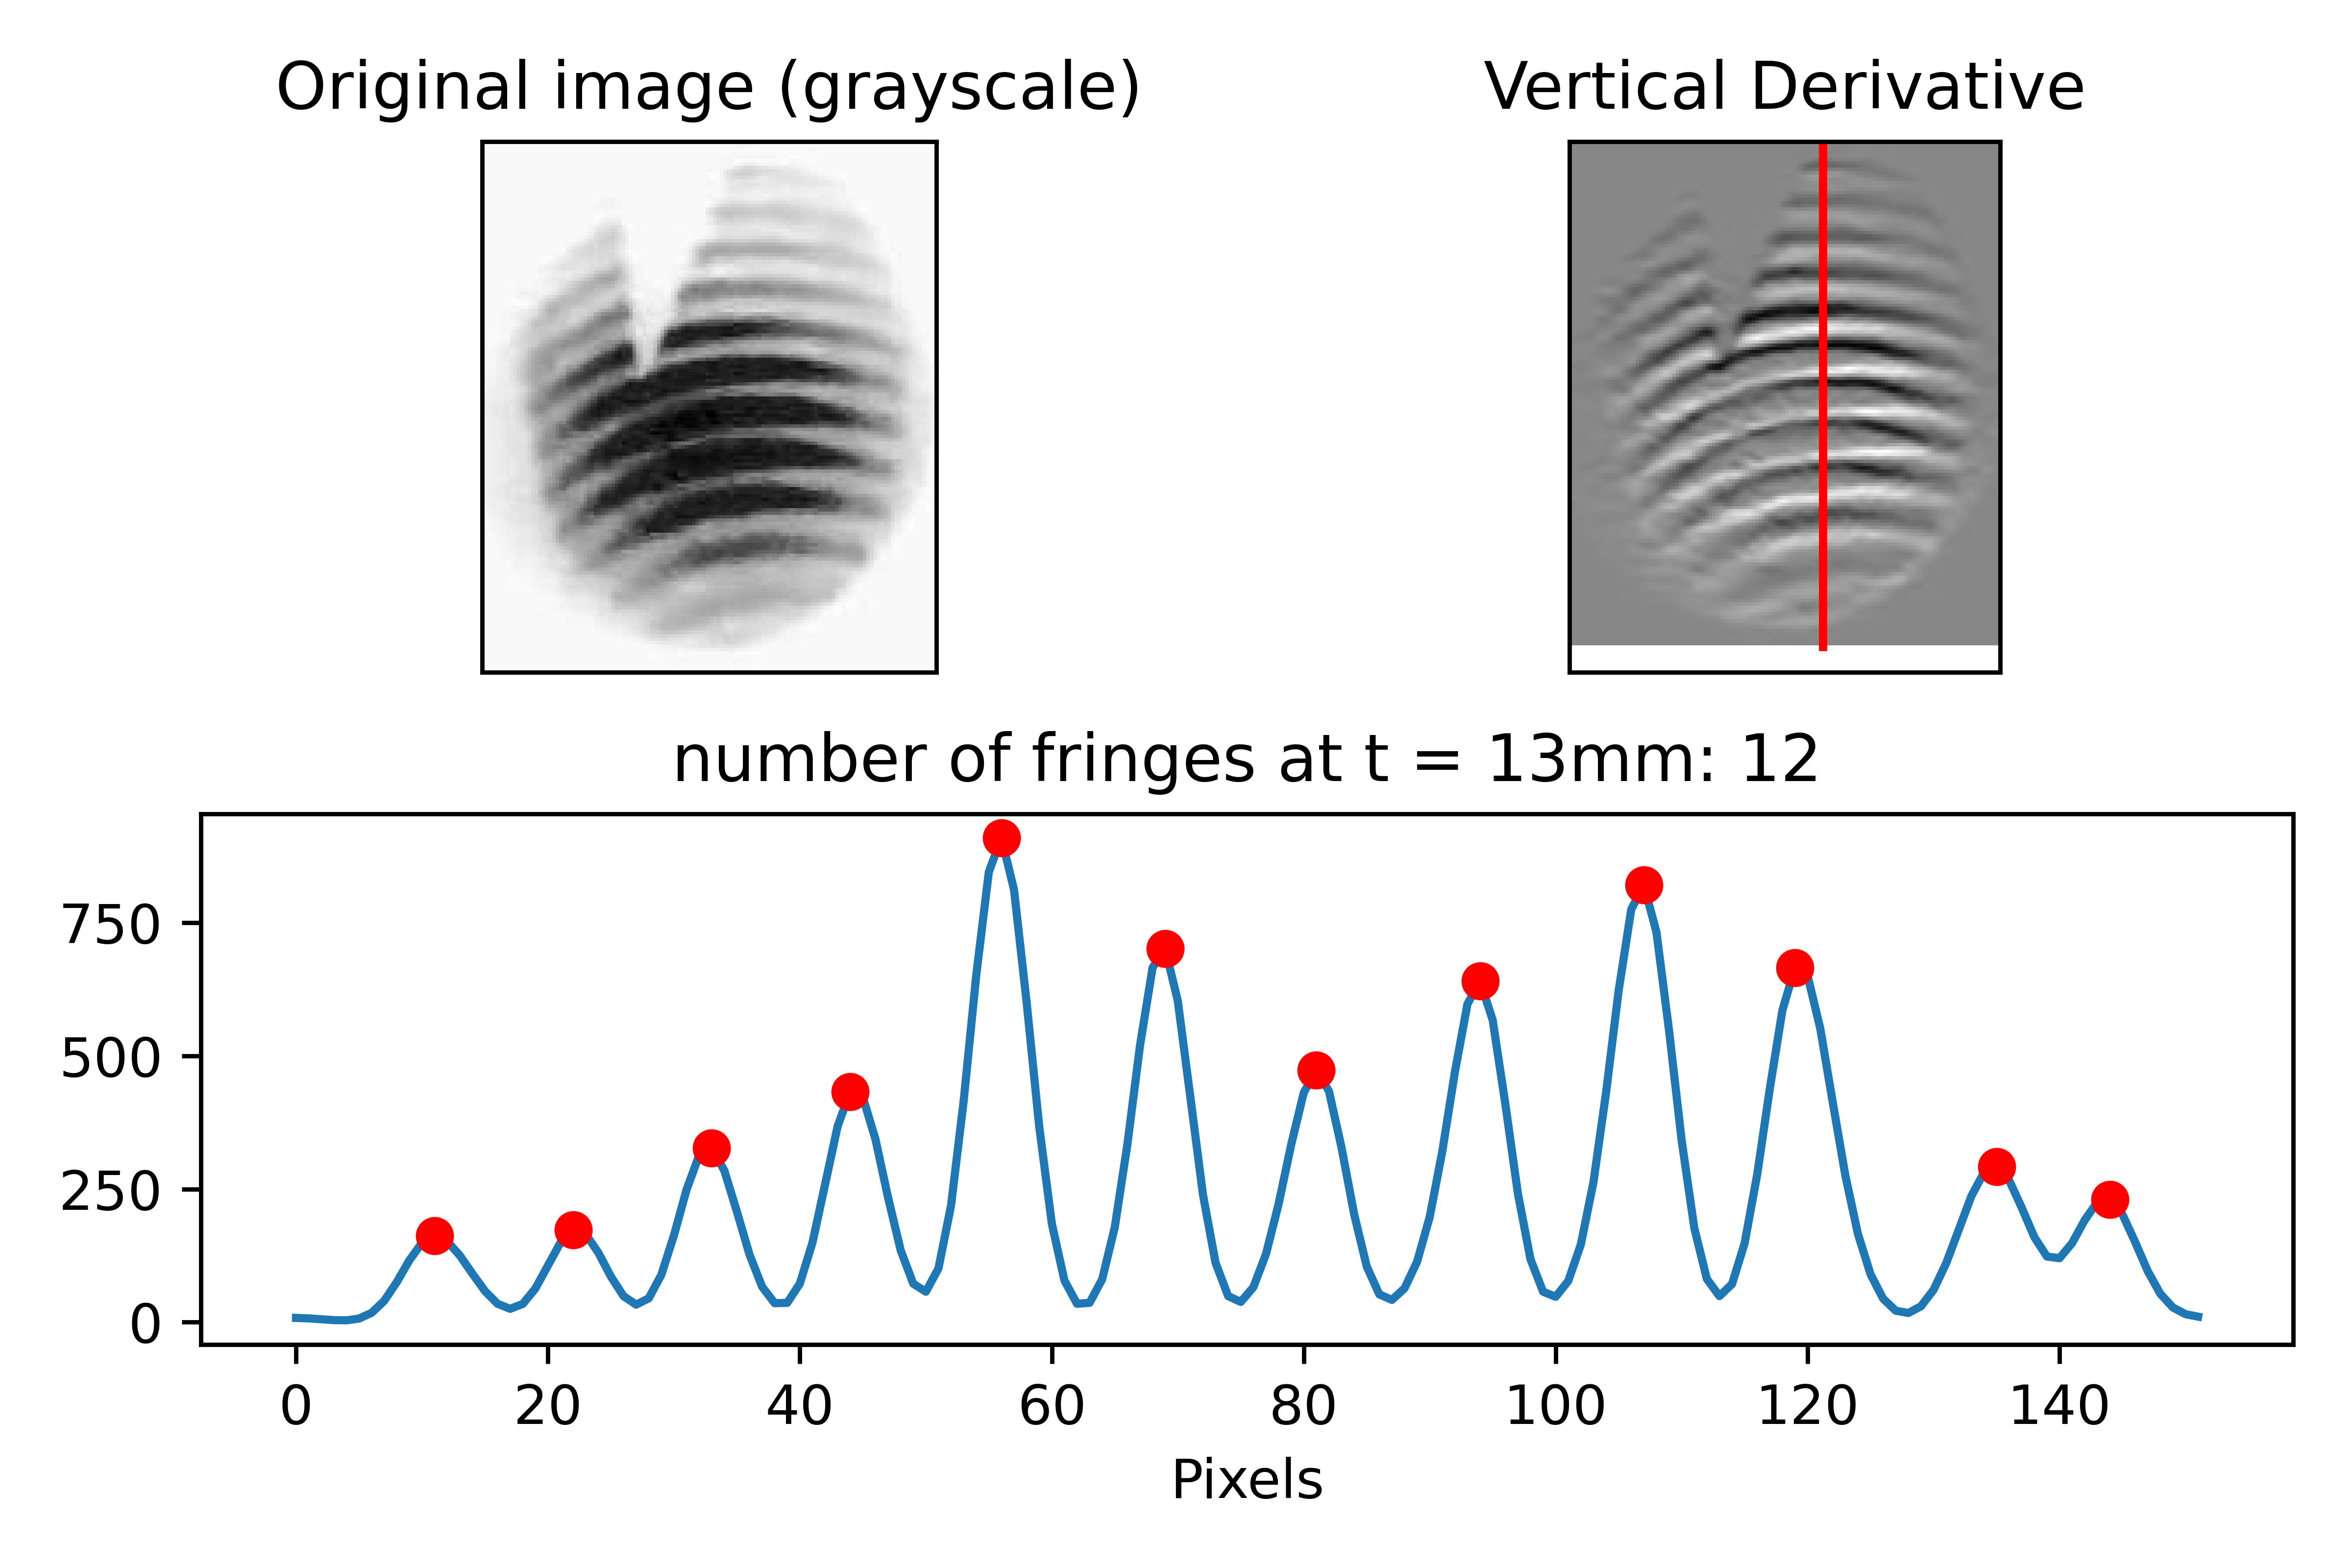 Original image (grayscale)
Vertical Derivative
number of fringes at t = 13mm: 12
750
500
250
0
0 20 40 60 80 100 120 140
Pixels